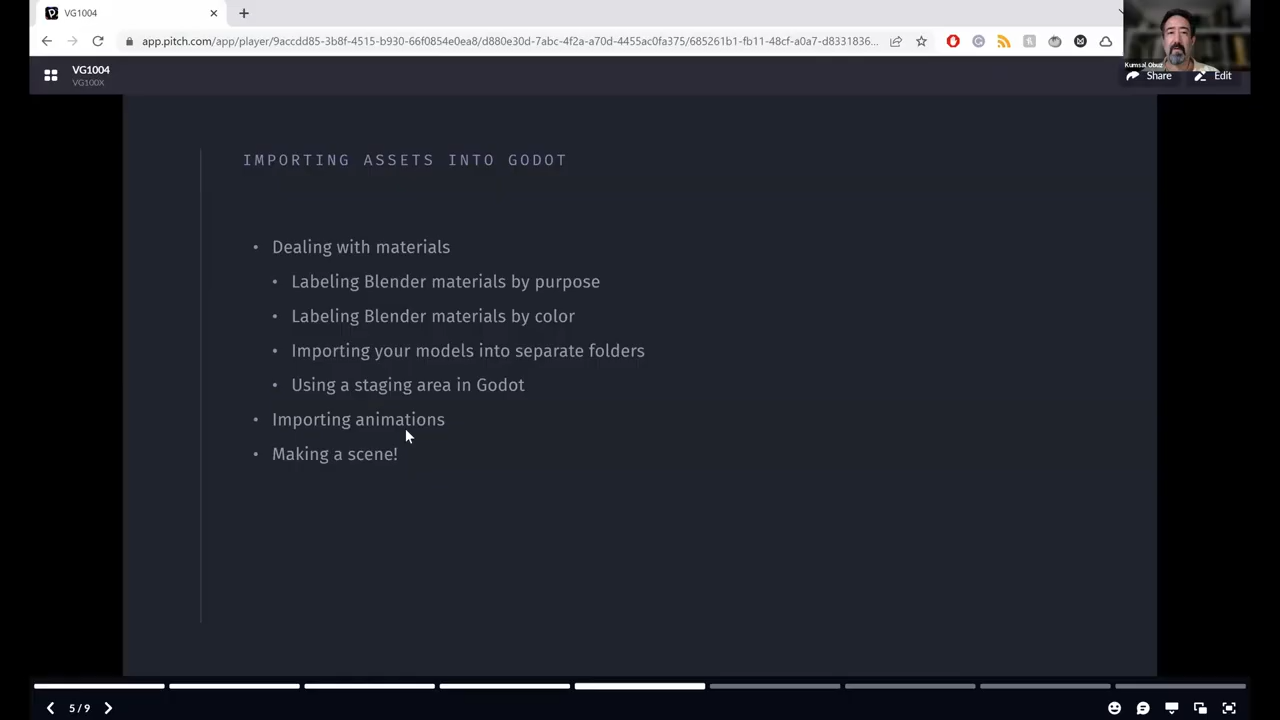 VG1004
app.pitch.com/app/player/9accdd85-3b8f-4515-b930-66f0854e0ea8/880e30d-7abc-4f2a-a70d-4455ac0fa375/685261b1-fb11-48cf-a0a7-d8331836...
Kumsal Obuz
VG1004
VG100X
Share
Edit
IMPORTING ASSETS INTO GODOT
• Dealing with materials
• Labeling Blender materials by purpose
• Labeling Blender materials by color
• Importing your models into separate folders
• Using a staging area in Godot
• Importing animations
• Making a scene!
5 / 9